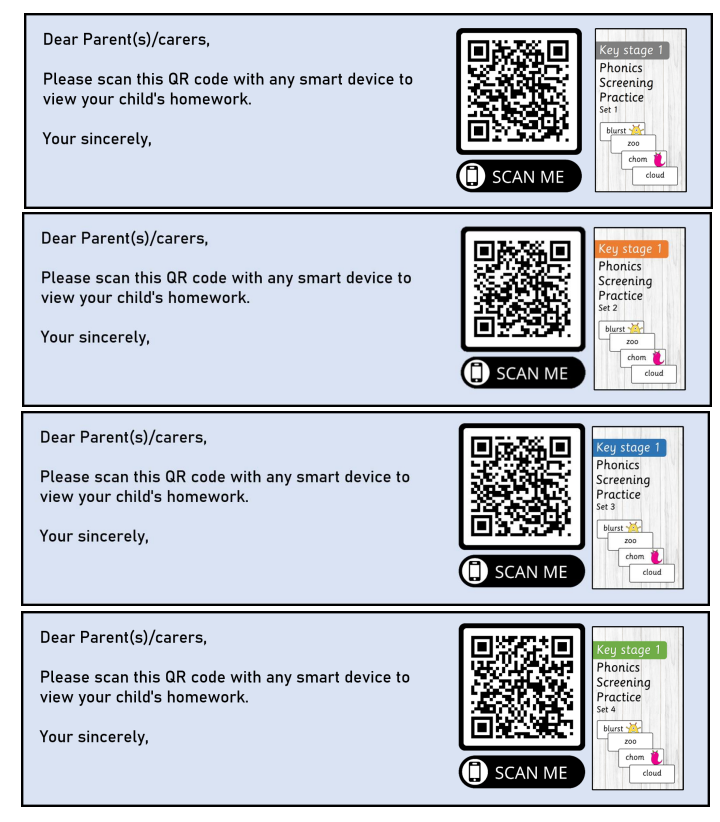 Dear Parent(s)/carers,
Please scan this QR code with any smart device to
view your child's homework.
Your sincerely,
SCAN ME
Key stage 1
Phonics
Screening
Practice
Set 1
blurst
zoo
chom
cloud
Dear Parent(s)/carers,
Please scan this QR code with any smart device to
view your child's homework.
Your sincerely,
SCAN ME
Key stage 1
Phonics
Screening
Practice
Set 2
blurst
zoo
chom
cloud
Dear Parent(s)/carers,
Please scan this QR code with any smart device to
view your child's homework.
Your sincerely,
SCAN ME
Key stage 1
Phonics
Screening
Practice
Set 3
blurst
zoo
chom
cloud
Dear Parent(s)/carers,
Please scan this QR code with any smart device to
view your child's homework.
Your sincerely,
SCAN ME
Key stage 1
Phonics
Screening
Practice
Set 4
blurst
zoo
chom
cloud